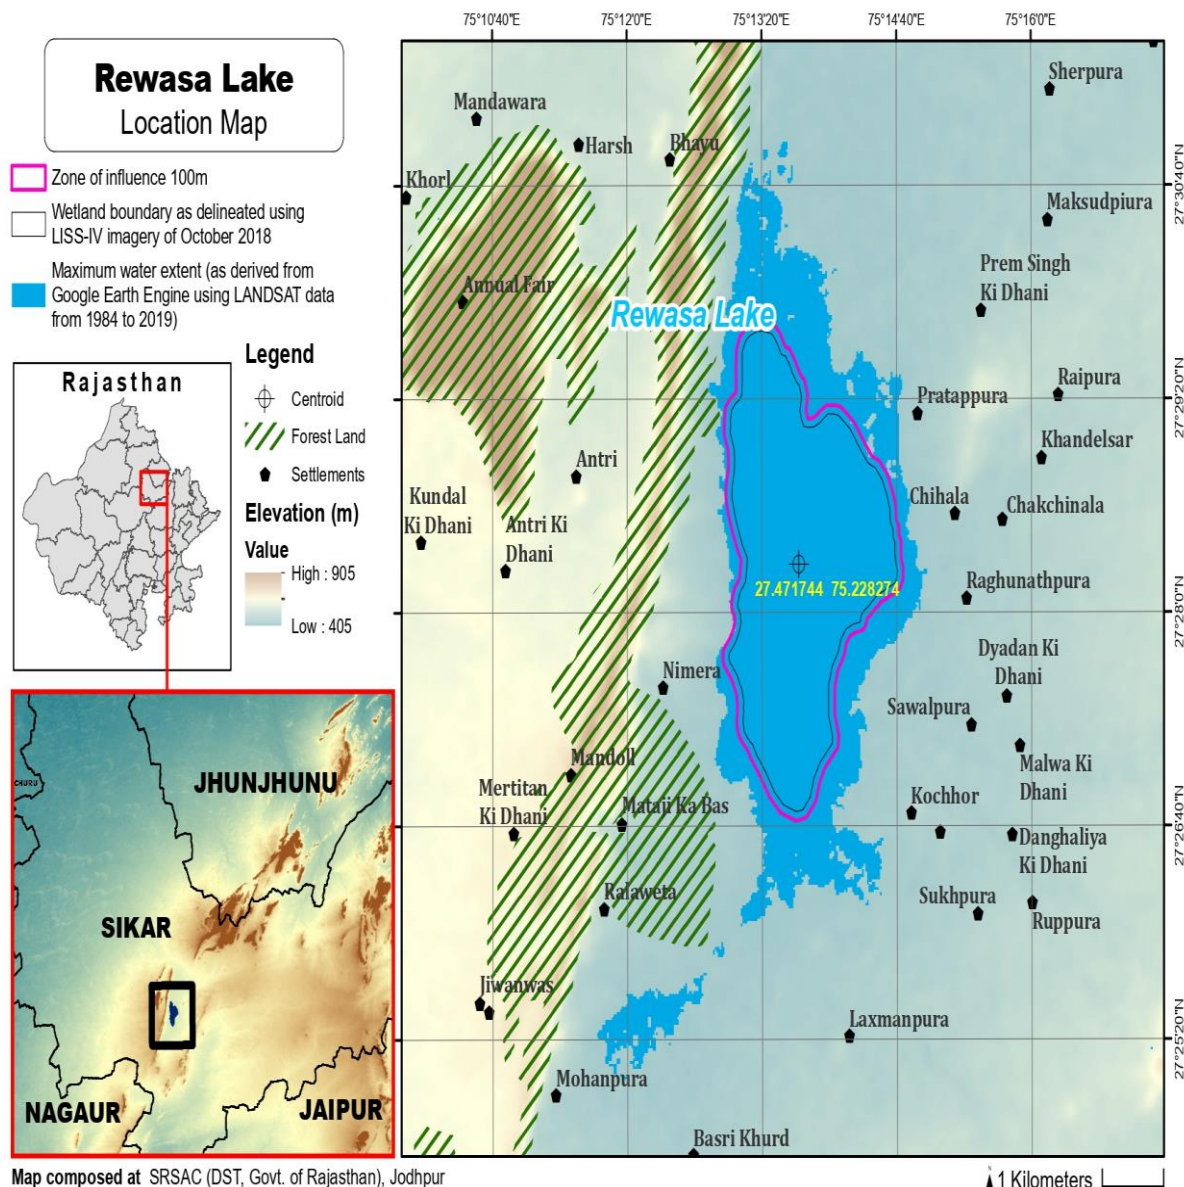 75°10'40"E
75°12'0"E
75°13'20"E
75°14'40"E
75°16'0"E
Rewasa Lake
Location Map
Zone of influence 100m
Wetland boundary as delineated using
LISS-IV imagery of October 2018
Maximum water extent (as derived from
Google Earth Engine using LANDSAT data
from 1984 to 2019)
Rajasthan
Legend
Centroid
Forest Land
Settlements
Elevation (m)
Value
High : 905
Low : 405
CHURU
JHUNJHUNU
SIKAR
NAGAUR
JAIPUR
Sherpura
Mandawara
Harsh
Bhayu
Khorl
Maksudpiura
Prem Singh
Ki Dhani
Annual Fair
Rewasa Lake
Raipura
Pratappura
Khandelsar
Antri
Kundal
Ki Dhani
Antri Ki
Dhani
Chihala
Chakchinala
27.471744 75.228274
Raghunathpura
Dyadan Ki
Dhani
Nimera
Sawalpura
Mandoll
Malwa Ki
Dhani
Mertitan
Ki Dhani
Mataji Ka Bas
Kochhor
Danghaliya
Ki Dhani
Ralaweta
Sukhpura
Ruppura
Jiwanwas
Laxmanpura
Mohanpura
Basri Khurd
27°30'40"N
27°29'20"N
27°28'0"N
27°26'40"N
27°25'20"N
Map composed at SRSAC (DST, Govt. of Rajasthan), Jodhpur
N
1 Kilometers